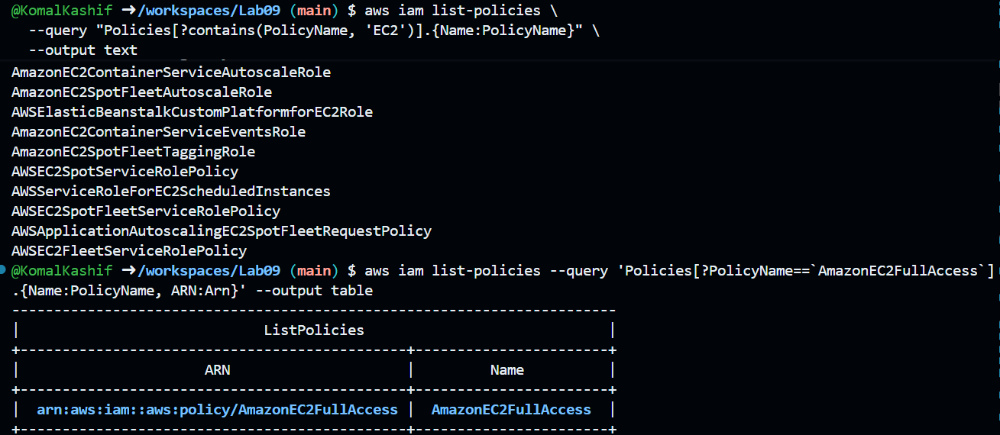 @KomalKashif ➜/workspaces/Lab09 (main) $ aws iam list-policies \
  --query "Policies[?contains(PolicyName, 'EC2')].{Name:PolicyName}" \
  --output text
AmazonEC2ContainerServiceAutoscaleRole
AmazonEC2SpotFleetAutoscaleRole
AWSElasticBeanstalkCustomPlatformforEC2Role
AmazonEC2ContainerServiceEventsRole
AmazonEC2SpotFleetTaggingRole
AWSEC2SpotServiceRolePolicy
AWSServiceRoleForEC2ScheduledInstances
AWSEC2SpotFleetServiceRolePolicy
AWSApplicationAutoscalingEC2SpotFleetRequestPolicy
AWSEC2FleetServiceRolePolicy
@KomalKashif ➜/workspaces/Lab09 (main) $ aws iam list-policies --query 'Policies[?PolicyName==`AmazonEC2FullAccess`]
.{Name:PolicyName, ARN:Arn}' --output table
------------------------------------------------------------------------
|                             ListPolicies                             |
+----------------------------------------------+-----------------------+
|                      ARN                     |         Name          |
+----------------------------------------------+-----------------------+
|  arn:aws:iam::aws:policy/AmazonEC2FullAccess |  AmazonEC2FullAccess  |
+----------------------------------------------+-----------------------+